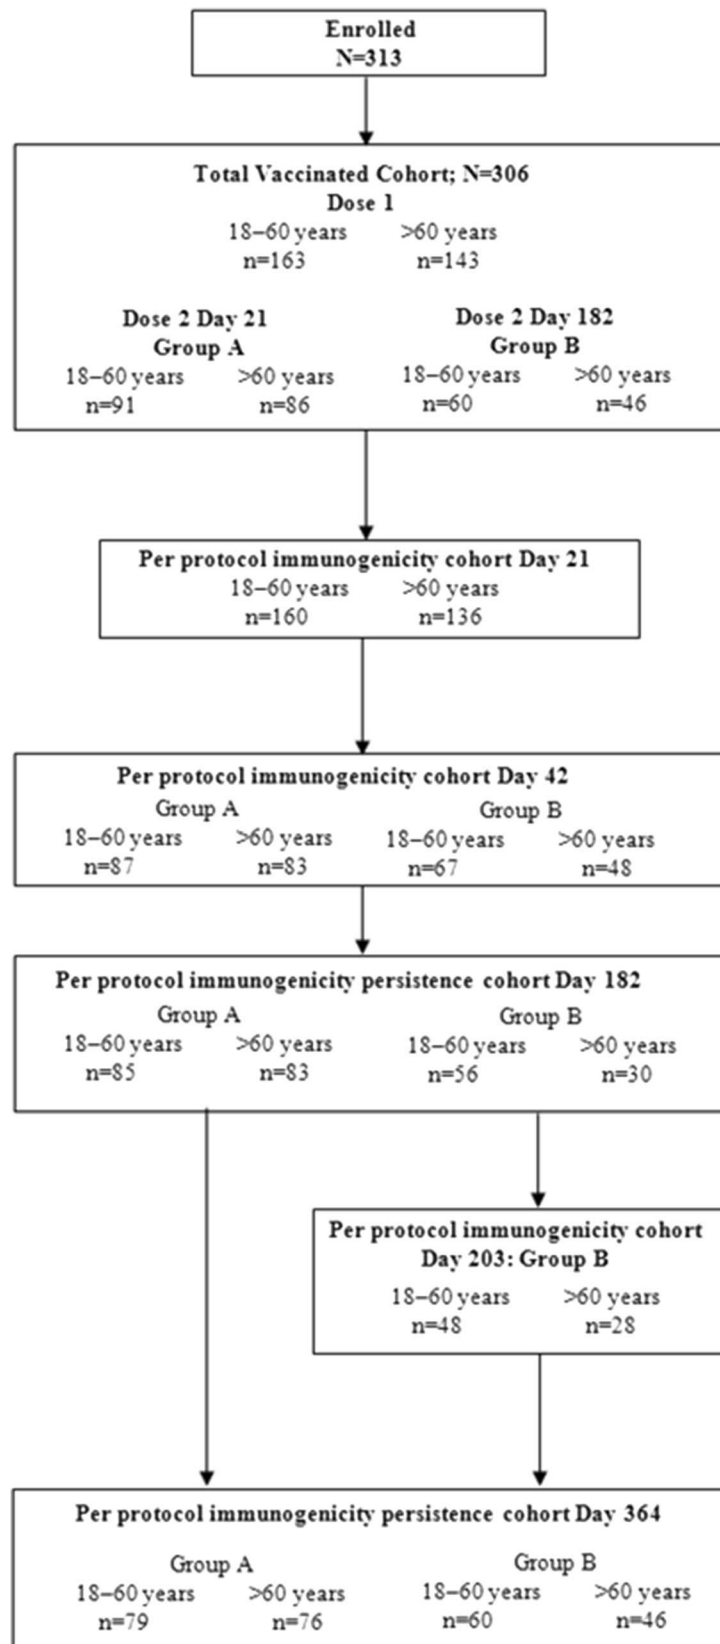 Enrolled
N=313
Total Vaccinated Cohort; N=306
Dose 1
18–60 years >60 years
n=163 n=143
Dose 2 Day 21 Dose 2 Day 182
Group A Group B
18–60 years >60 years 18–60 years >60 years
n=91 n=86 n=60 n=46
Per protocol immunogenicity cohort Day 21
18–60 years >60 years
n=160 n=136
Per protocol immunogenicity cohort Day 42
Group A Group B
18–60 years >60 years 18–60 years >60 years
n=87 n=83 n=67 n=48
Per protocol immunogenicity persistence cohort Day 182
Group A Group B
18–60 years >60 years 18–60 years >60 years
n=85 n=83 n=56 n=30
Per protocol immunogenicity cohort
Day 203: Group B
18–60 years >60 years
n=48 n=28
Per protocol immunogenicity persistence cohort Day 364
Group A Group B
18–60 years >60 years 18–60 years >60 years
n=79 n=76 n=60 n=46